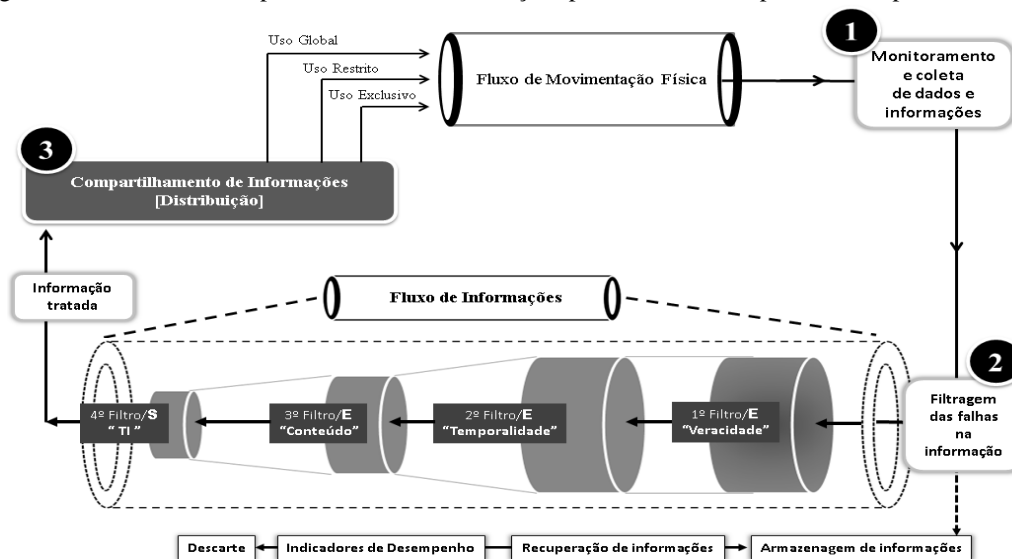 Uso Global
Uso Restrito
Uso Exclusivo
Fluxo de Movimentação Física
1
Monitoramento
e coleta
de dados e
informações
3
Compartilhamento de Informações
[Distribuição]
Informação
tratada
Fluxo de Informações
2
Filtragem
das falhas
na
informação
4º Filtro/S
“ TI ”
3º Filtro/E
“Conteúdo”
2º Filtro/E
“Temporalidade”
1º Filtro/E
“Veracidade”
Descarte
Indicadores de Desempenho
Recuperação de informações
Armazenagem de informações